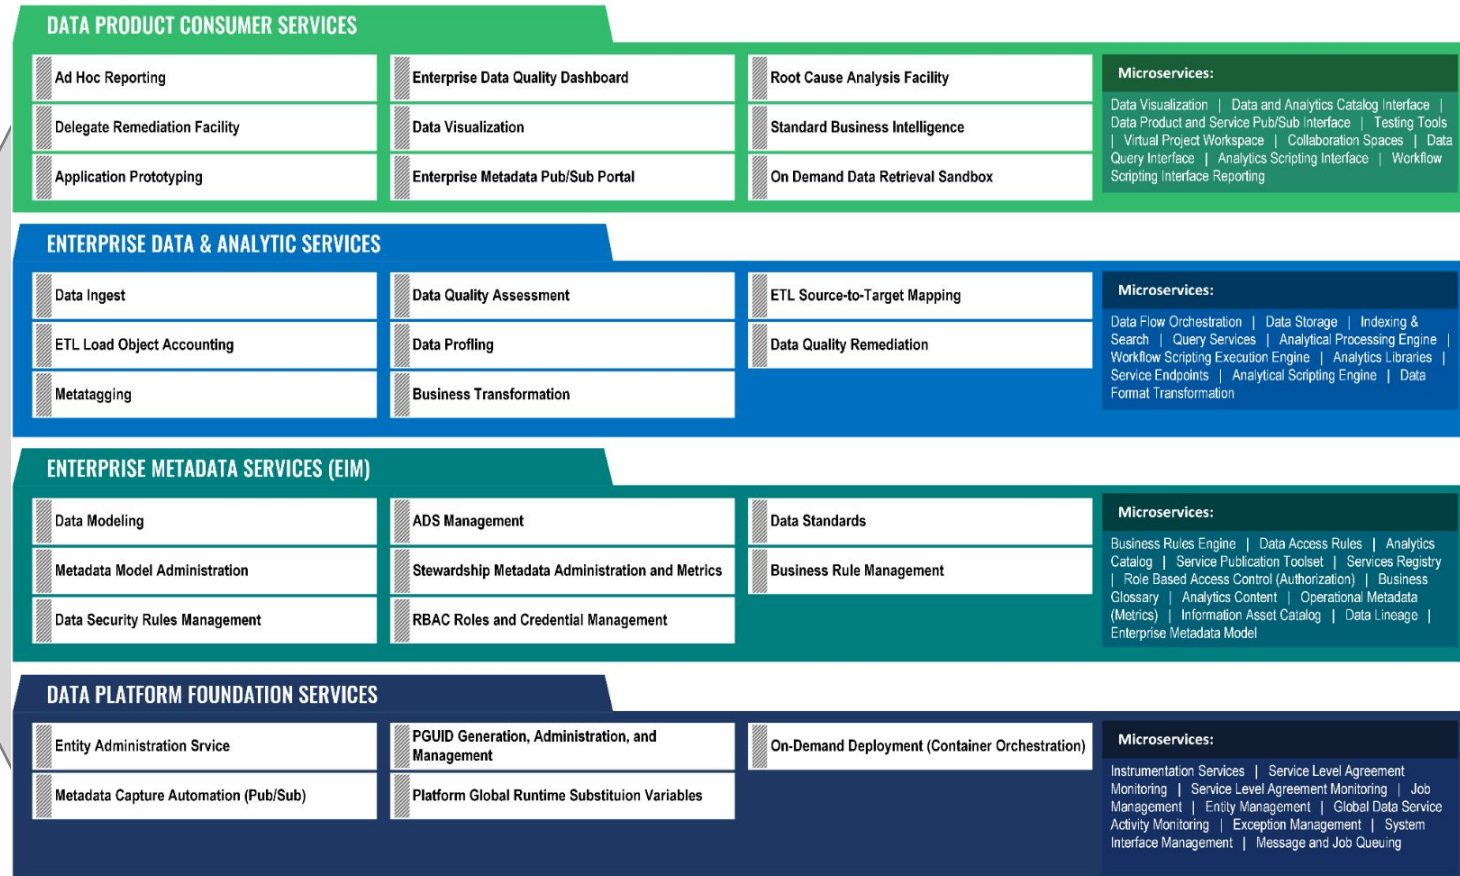 DATA PRODUCT CONSUMER SERVICES
Ad Hoc Reporting
Enterprise Data Quality Dashboard
Root Cause Analysis Facility
Delegate Remediation Facility
Data Visualization
Standard Business Intelligence
Application Prototyping
Enterprise Metadata Pub/Sub Portal
On Demand Data Retrieval Sandbox
Microservices:
Data Visualization | Data and Analytics Catalog Interface |
Data Product and Service Pub/Sub Interface | Testing Tools
| Virtual Project Workspace | Collaboration Spaces | Data
Query Interface | Analytics Scripting Interface | Workflow
Scripting Interface Reporting
ENTERPRISE DATA & ANALYTIC SERVICES
Data Ingest
Data Quality Assessment
ETL Source-to-Target Mapping
ETL Load Object Accounting
Data Profling
Data Quality Remediation
Metatagging
Business Transformation
Microservices:
Data Flow Orchestration | Data Storage | Indexing &
Search | Query Services | Analytical Processing Engine |
Workflow Scripting Execution Engine | Analytics Libraries |
Service Endpoints | Analytical Scripting Engine | Data
Format Transformation
ENTERPRISE METADATA SERVICES (EIM)
Data Modeling
ADS Management
Data Standards
Metadata Model Administration
Stewardship Metadata Administration and Metrics
Business Rule Management
Data Security Rules Management
RBAC Roles and Credential Management
Microservices:
Business Rules Engine | Data Access Rules | Analytics
Catalog | Service Publication Toolset | Services Registry
| Role Based Access Control (Authorization) | Business
Glossary | Analytics Content | Operational Metadata
(Metrics) | Information Asset Catalog | Data Lineage |
Enterprise Metadata Model
DATA PLATFORM FOUNDATION SERVICES
Entity Administration Srvice
PGUID Generation, Administration, and
Management
On-Demand Deployment (Container Orchestration)
Metadata Capture Automation (Pub/Sub)
Platform Global Runtime Substituion Variables
Microservices:
Instrumentation Services | Service Level Agreement
Monitoring | Service Level Agreement Monitoring | Job
Management | Entity Management | Global Data Service
Activity Monitoring | Exception Management | System
Interface Management | Message and Job Queuing